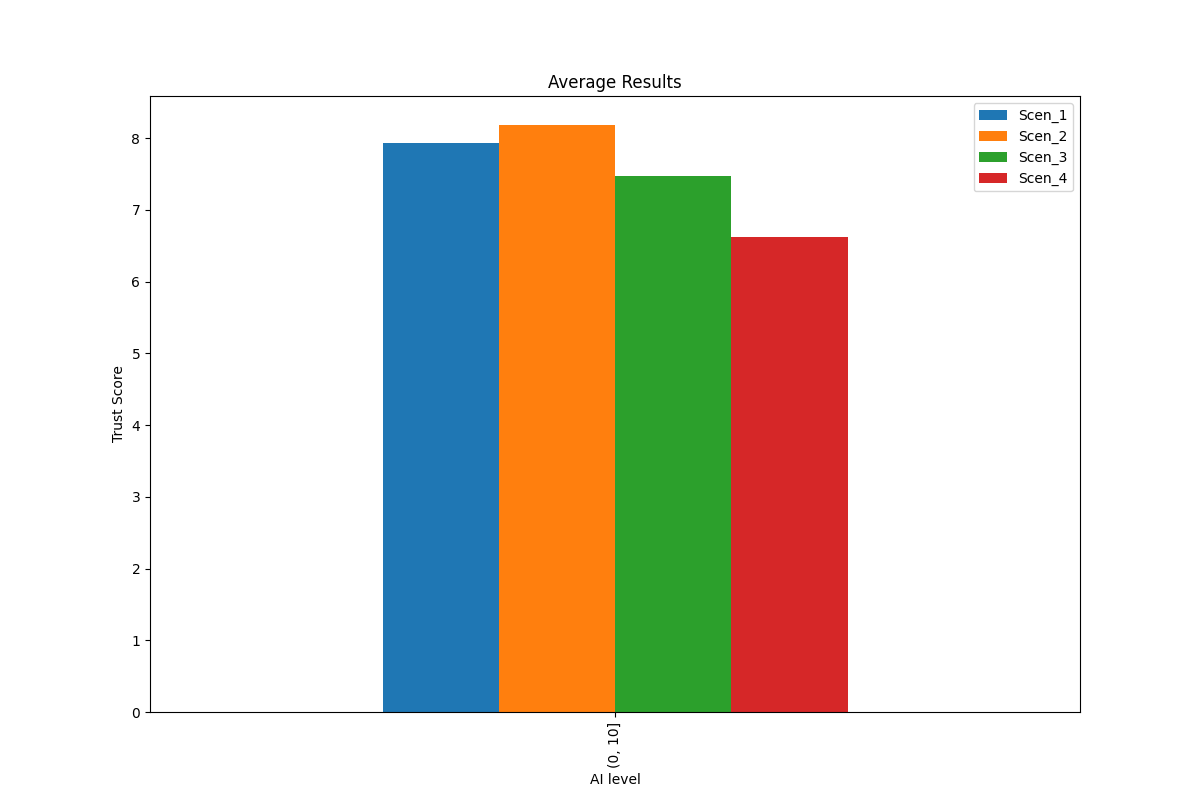 Average Results
Scen_1
Scen_2
Scen_3
Scen_4
8
7
6
5
4
3
2
1
0
Trust Score
(0, 10]
AI level